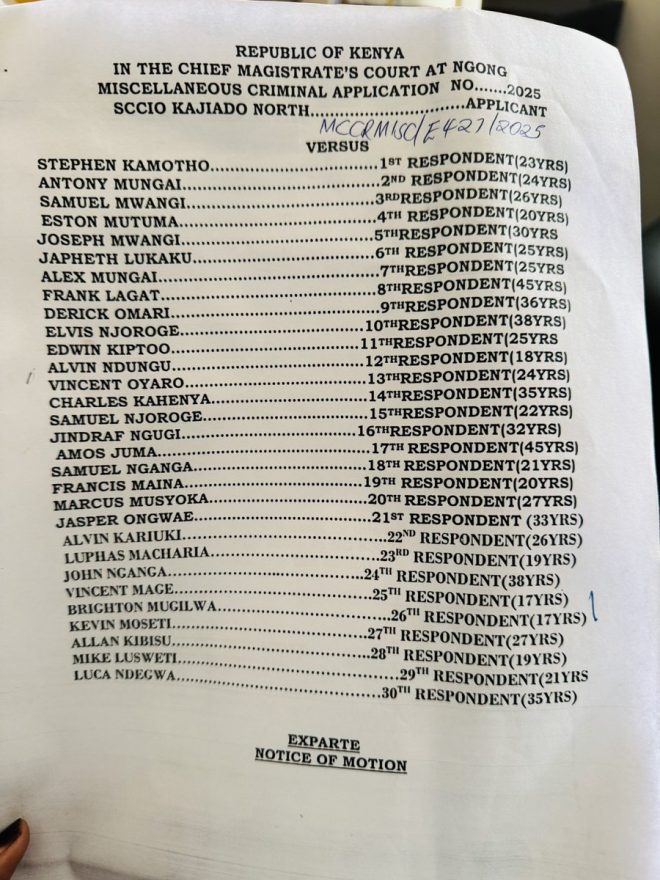 REPUBLIC OF KENYA
IN THE CHIEF MAGISTRATE'S COURT AT NGONG
MISCELLANEOUS CRIMINAL APPLICATION NO.......2025
SCCIO KAJIADO NORTH..................................APPLICANT
MCCRMISC/E427/2025
VERSUS
STEPHEN KAMOTHO..................................1ST RESPONDENT(23YRS)
ANTONY MUNGAI........................................2ND RESPONDENT(24YRS)
SAMUEL MWANGI.......................................3RDRESPONDENT(26YRS)
ESTON MUTUMA........................................4TH RESPONDENT(20YRS)
JOSEPH MWANGI.......................................5THRESPONDENT(30YRS
JAPHETH LUKAKU.....................................6TH RESPONDENT(25YRS)
ALEX MUNGAI...........................................7THRESPONDENT(25YRS
FRANK LAGAT...........................................8THRESPONDENT(45YRS)
DERICK OMARI.........................................9THRESPONDENT(36YRS)
ELVIS NJOROGE.....................................10THRESPONDENT(38YRS)
EDWIN KIPTOO......................................11THRESPONDENT(25YRS
ALVIN NDUNGU.....................................12THRESPONDENT(18YRS)
VINCENT OYARO....................................13THRESPONDENT(24YRS)
CHARLES KAHENYA................................14THRESPONDENT(35YRS)
SAMUEL NJOROGE..................................15THRESPONDENT(22YRS)
JINDRAF NGUGI...................................16THRESPONDENT(32YRS)
AMOS JUMA..........................................17TH RESPONDENT(45YRS)
SAMUEL NGANGA....................................18TH RESPONDENT(21YRS)
FRANCIS MAINA.....................................19TH RESPONDENT(20YRS)
MARCUS MUSYOKA.................................20TH RESPONDENT(27YRS)
JASPER ONGWAE...................................21ST RESPONDENT (33YRS)
ALVIN KARIUKI.......................................22ND RESPONDENT(26YRS)
LUPHAS MACHARIA.................................23RD RESPONDENT(19YRS)
JOHN NGANGA.......................................24TH RESPONDENT(38YRS)
VINCENT MAGE.......................................25TH RESPONDENT(17YRS)
BRIGHTON MUGILWA...............................26TH RESPONDENT(17YRS)
KEVIN MOSETI.......................................27TH RESPONDENT(27YRS)
ALLAN KIBISU.......................................28TH RESPONDENT(19YRS)
MIKE LUSWETI.......................................29TH RESPONDENT(21YRS
LUCA NDEGWA.......................................30TH RESPONDENT(35YRS)
EXPARTE
NOTICE OF MOTION